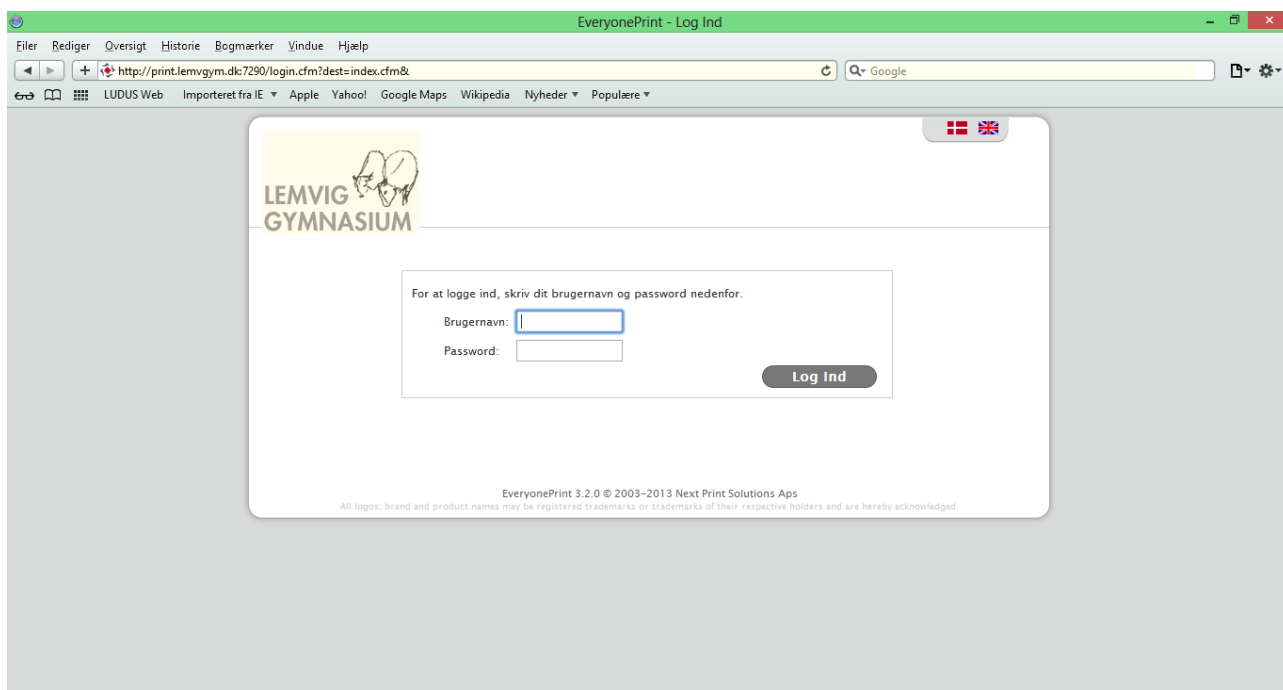 EveryonePrint - Log Ind
Filer Rediger Oversigt Historie Bogmærker Vindue Hjælp
http://print.lemvgym.dk:7290/login.cfm?dest=index.cfm& Google
LUDUS Web Importeret fra IE Apple Yahoo! Google Maps Wikipedia Nyheder Populære
LEMVIG
GYMNASIUM
For at logge ind, skriv dit brugernavn og password nedenfor.
Brugernavn:
Password:
Log Ind
EveryonePrint 3.2.0 © 2003-2013 Next Print Solutions Aps
All logos, brand and product names may be registered trademarks or trademarks of their respective holders and are hereby acknowledged.